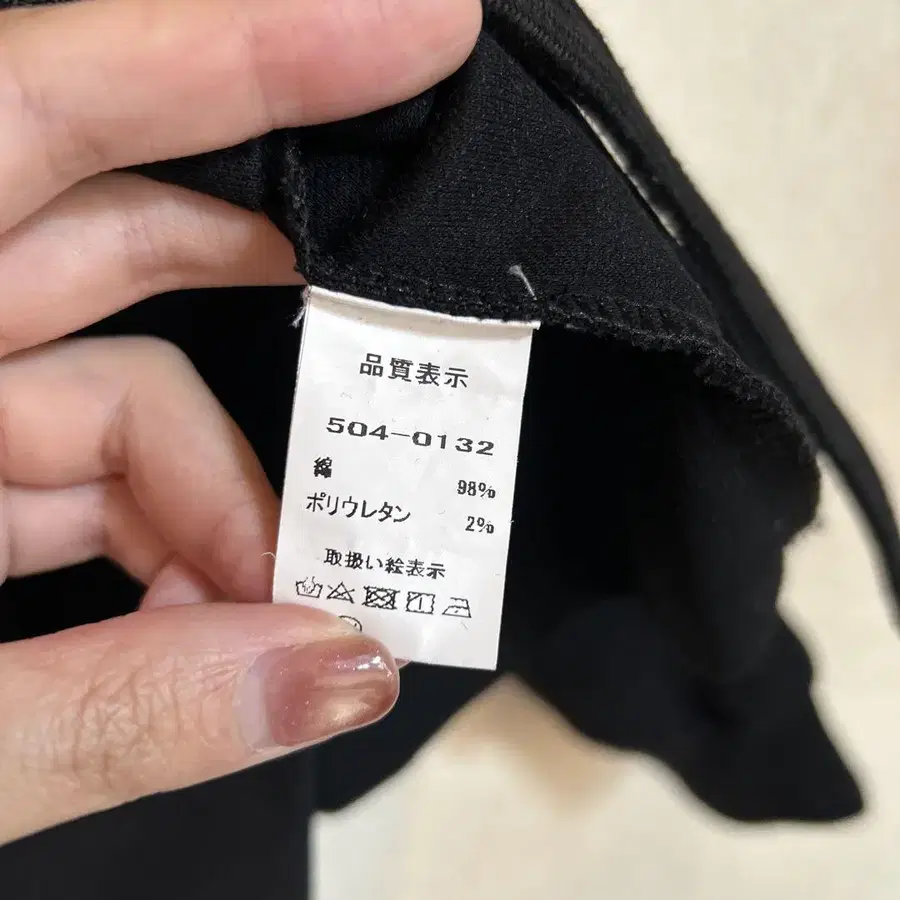 品質表示
504-0132
綿 98%
ポリウレタン 2%
取扱い絵表示